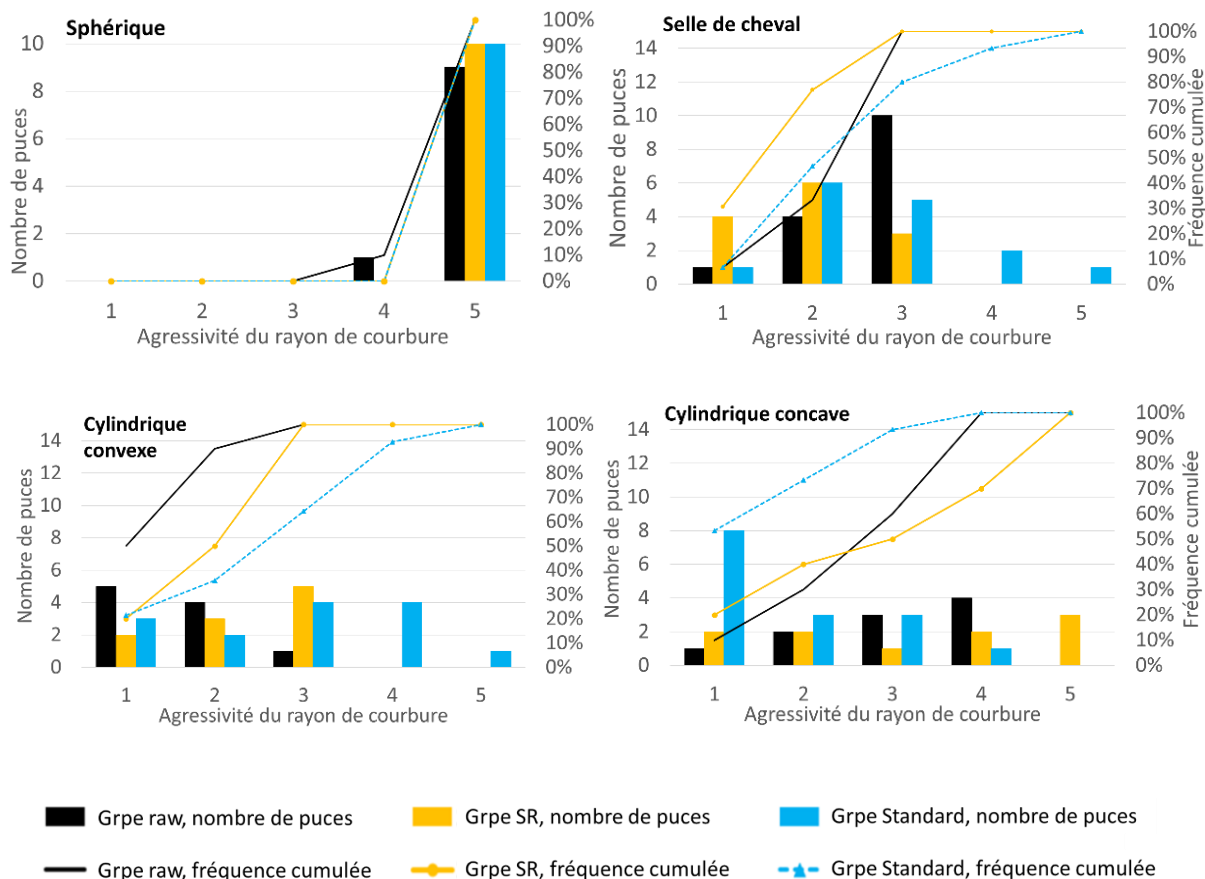 Sphérique
Nombre de puces
10
8
6
4
2
0
100%
90%
80%
70%
60%
50%
40%
30%
20%
10%
0%
1 2 3 4 5
Agressivité du rayon de courbure
Selle de cheval
Nombre de puces
14
12
10
8
6
4
2
0
100%
90%
80%
70%
60%
50%
40%
30%
20%
10%
0%
Fréquence cumulée
1 2 3 4 5
Agressivité du rayon de courbure
Cylindrique
convexe
Nombre de puces
14
12
10
8
6
4
2
0
100%
90%
80%
70%
60%
50%
40%
30%
20%
10%
0%
1 2 3 4 5
Agressivité du rayon de courbure
Cylindrique concave
Nombre de puces
14
12
10
8
6
4
2
0
100%
90%
80%
70%
60%
50%
40%
30%
20%
10%
0%
Fréquence cumulée
1 2 3 4 5
Agressivité du rayon de courbure
Grpe raw, nombre de puces
Grpe SR, nombre de puces
Grpe Standard, nombre de puces
Grpe raw, fréquence cumulée
Grpe SR, fréquence cumulée
Grpe Standard, fréquence cumulée